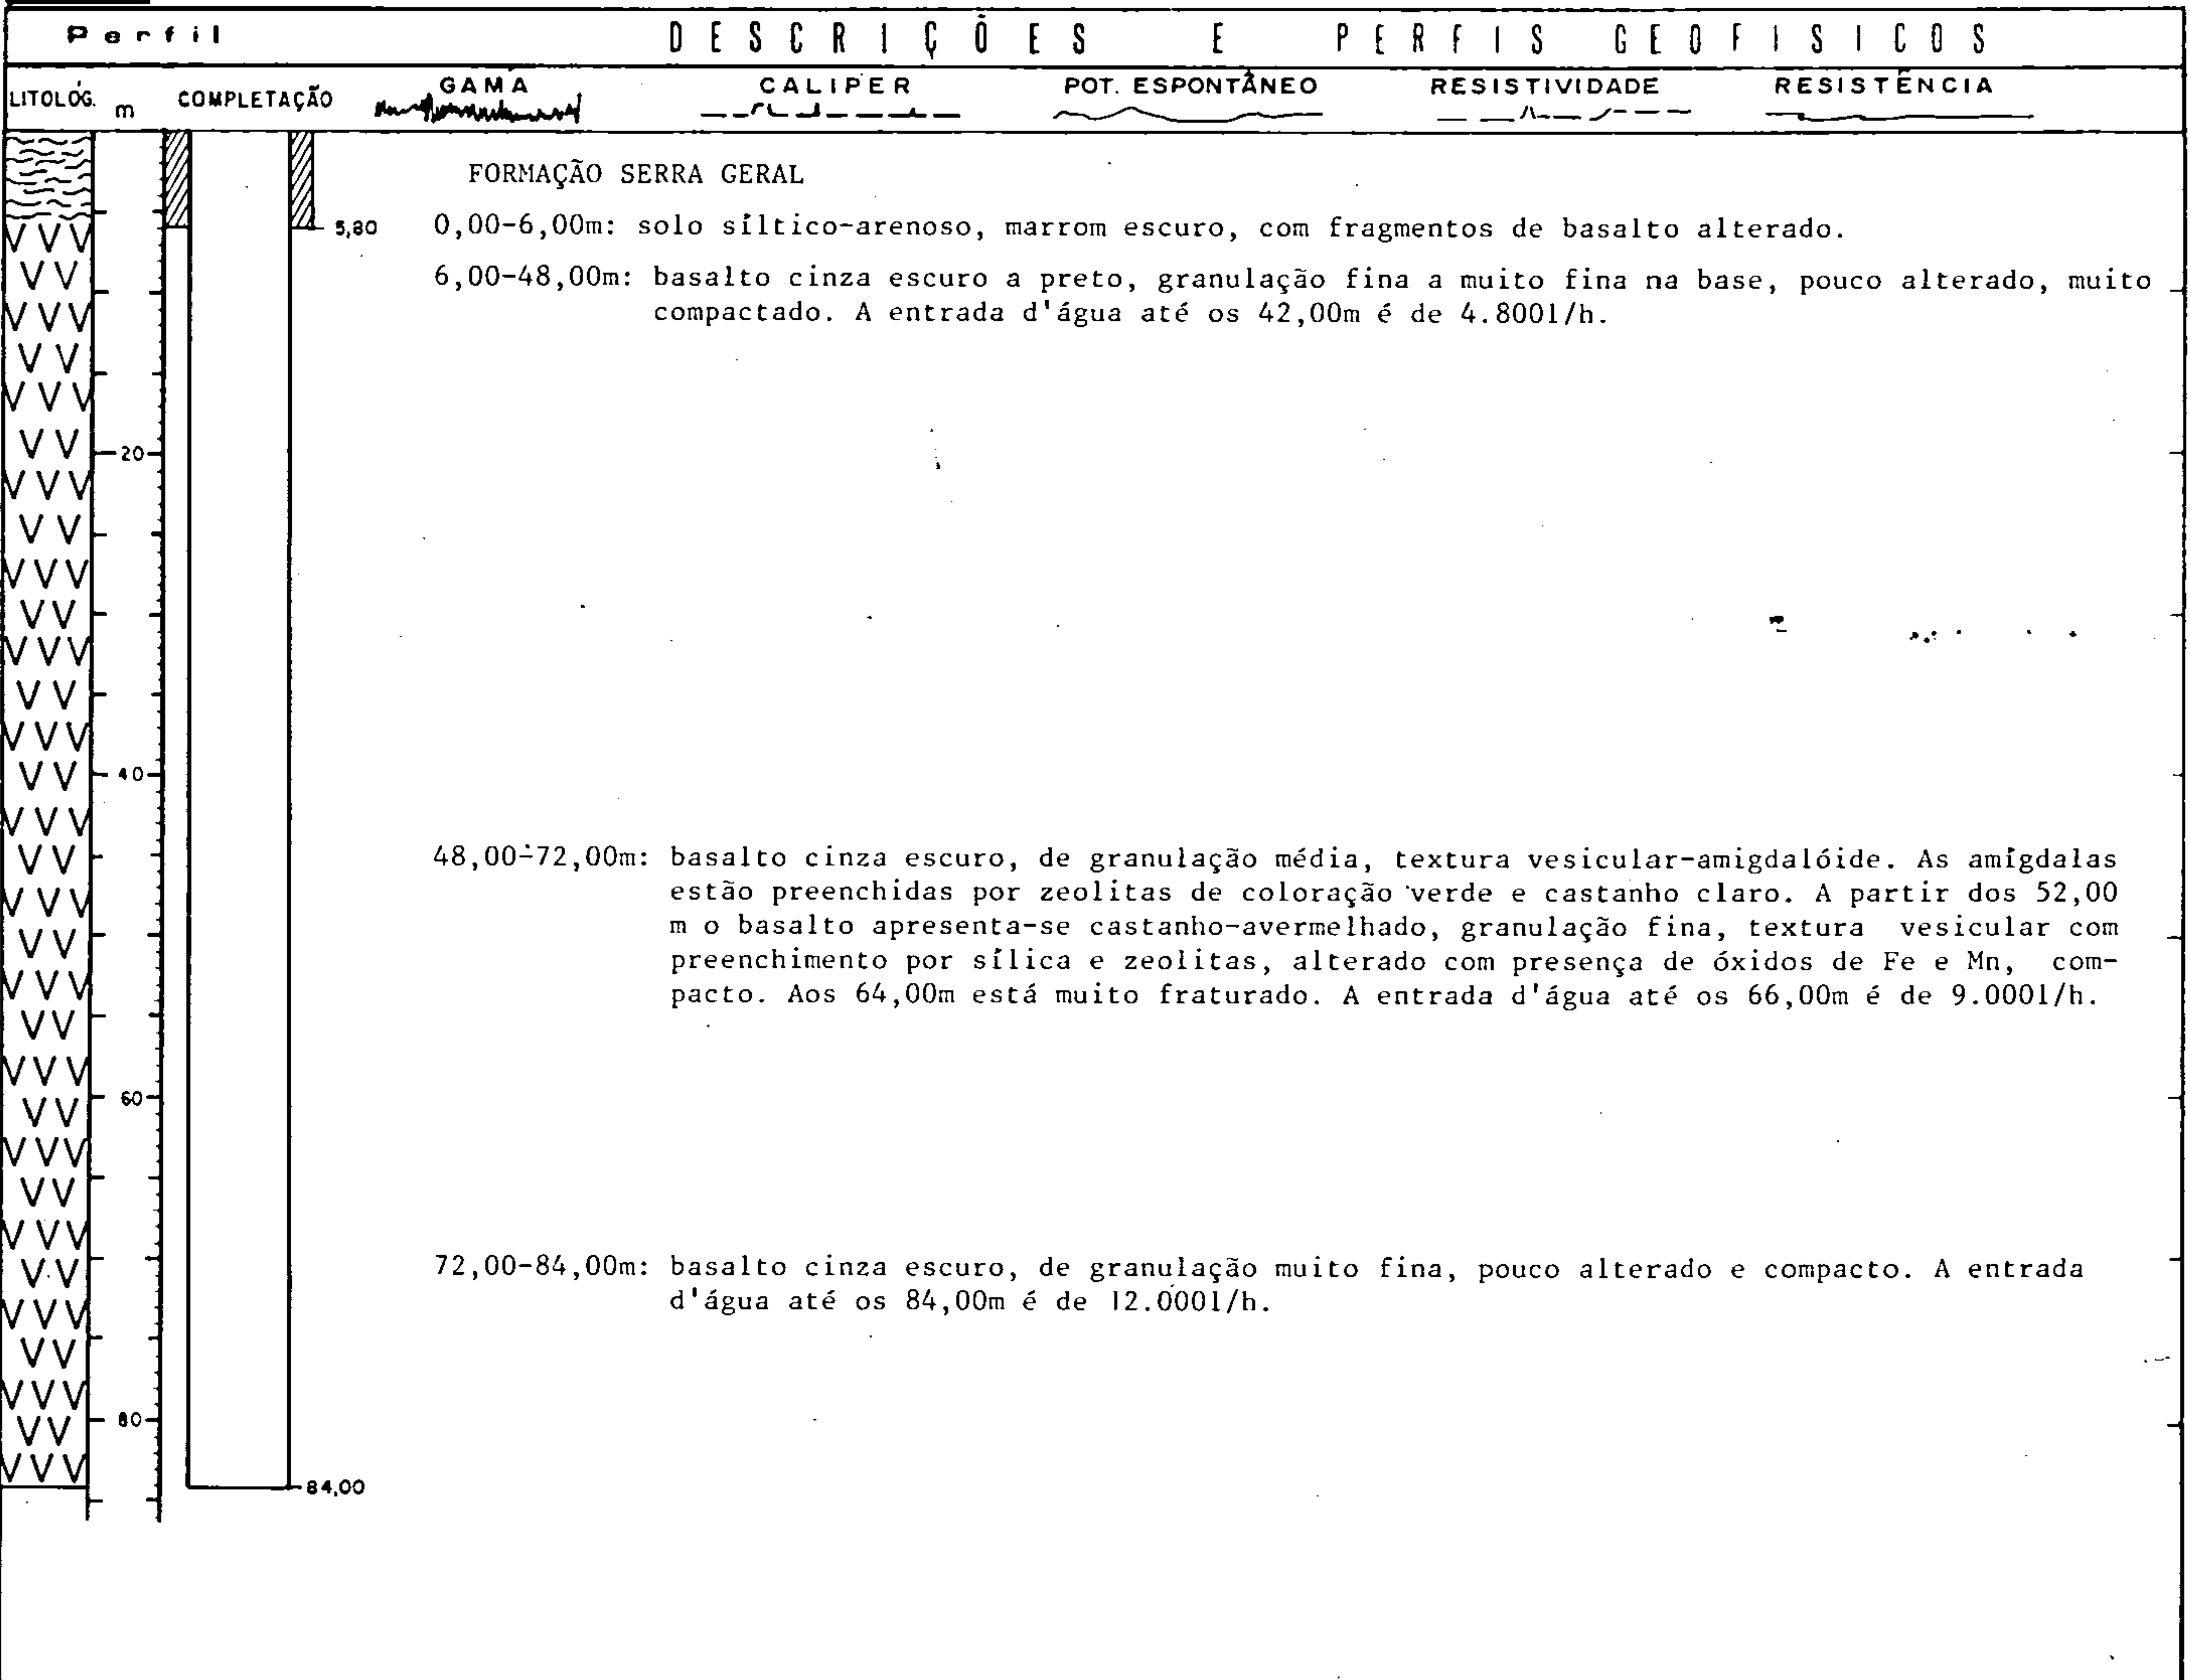 Perfil DESCRIÇÕES E PERFIS GEOFISICOS
LITOLÓG. m COMPLETAÇÃO GAMA CALIPER POT. ESPONTÂNEO RESISTIVIDADE RESISTÊNCIA
FORMAÇÃO SERRA GERAL
5,80 0,00-6,00m: solo síltico-arenoso, marrom escuro, com fragmentos de basalto alterado.
6,00-48,00m: basalto cinza escuro a preto, granulação fina a muito fina na base, pouco alterado, muito
compactado. A entrada d'água até os 42,00m é de 4.800l/h.
20
40
48,00-72,00m: basalto cinza escuro, de granulação média, textura vesicular-amigdalóide. As amígdalas
estão preenchidas por zeolitas de coloração verde e castanho claro. A partir dos 52,00
m o basalto apresenta-se castanho-avermelhado, granulação fina, textura vesicular com
preenchimento por sílica e zeolitas, alterado com presença de óxidos de Fe e Mn, com-
pacto. Aos 64,00m está muito fraturado. A entrada d'água até os 66,00m é de 9.000l/h.
60
72,00-84,00m: basalto cinza escuro, de granulação muito fina, pouco alterado e compacto. A entrada
d'água até os 84,00m é de 12.000l/h.
80
84,00